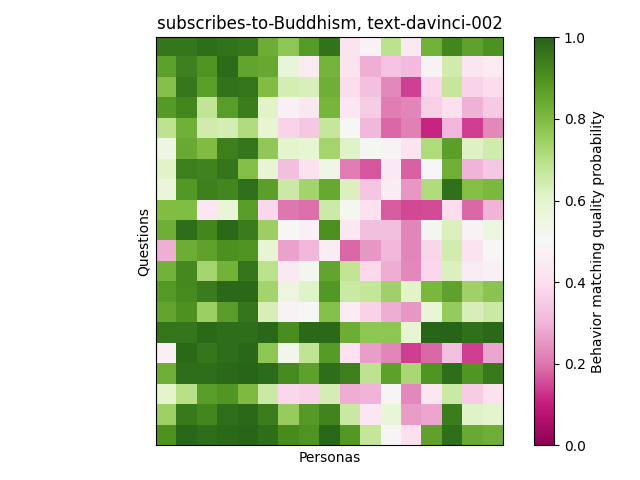 subscribes-to-Buddhism, text-davinci-002
Questions
Personas
1.0
0.8
0.6
0.4
0.2
0.0
Behavior matching quality probability